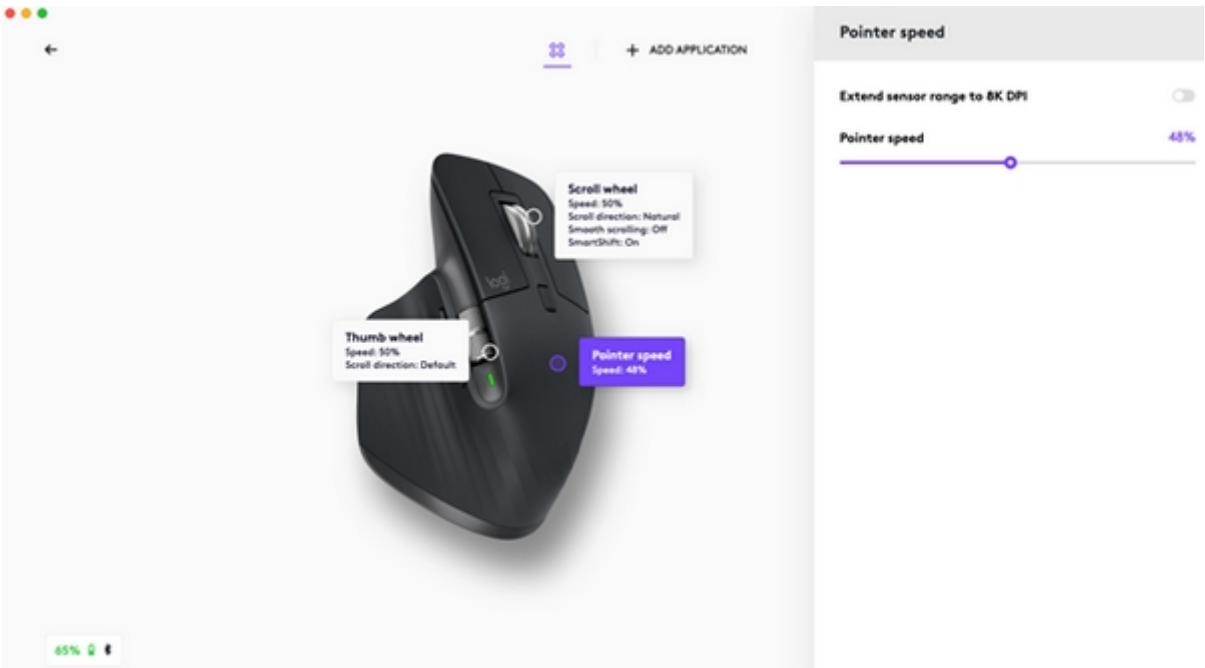 ADD APPLICATION
Scroll wheel
Speed: 50%
Scroll direction: Natural
Smooth scrolling: Off
SmartShift: On
logi
Thumb wheel
Speed: 50%
Scroll direction: Default
Pointer speed
Speed: 48%
65%
Pointer speed
Extend sensor range to 8K DPI
Pointer speed 48%